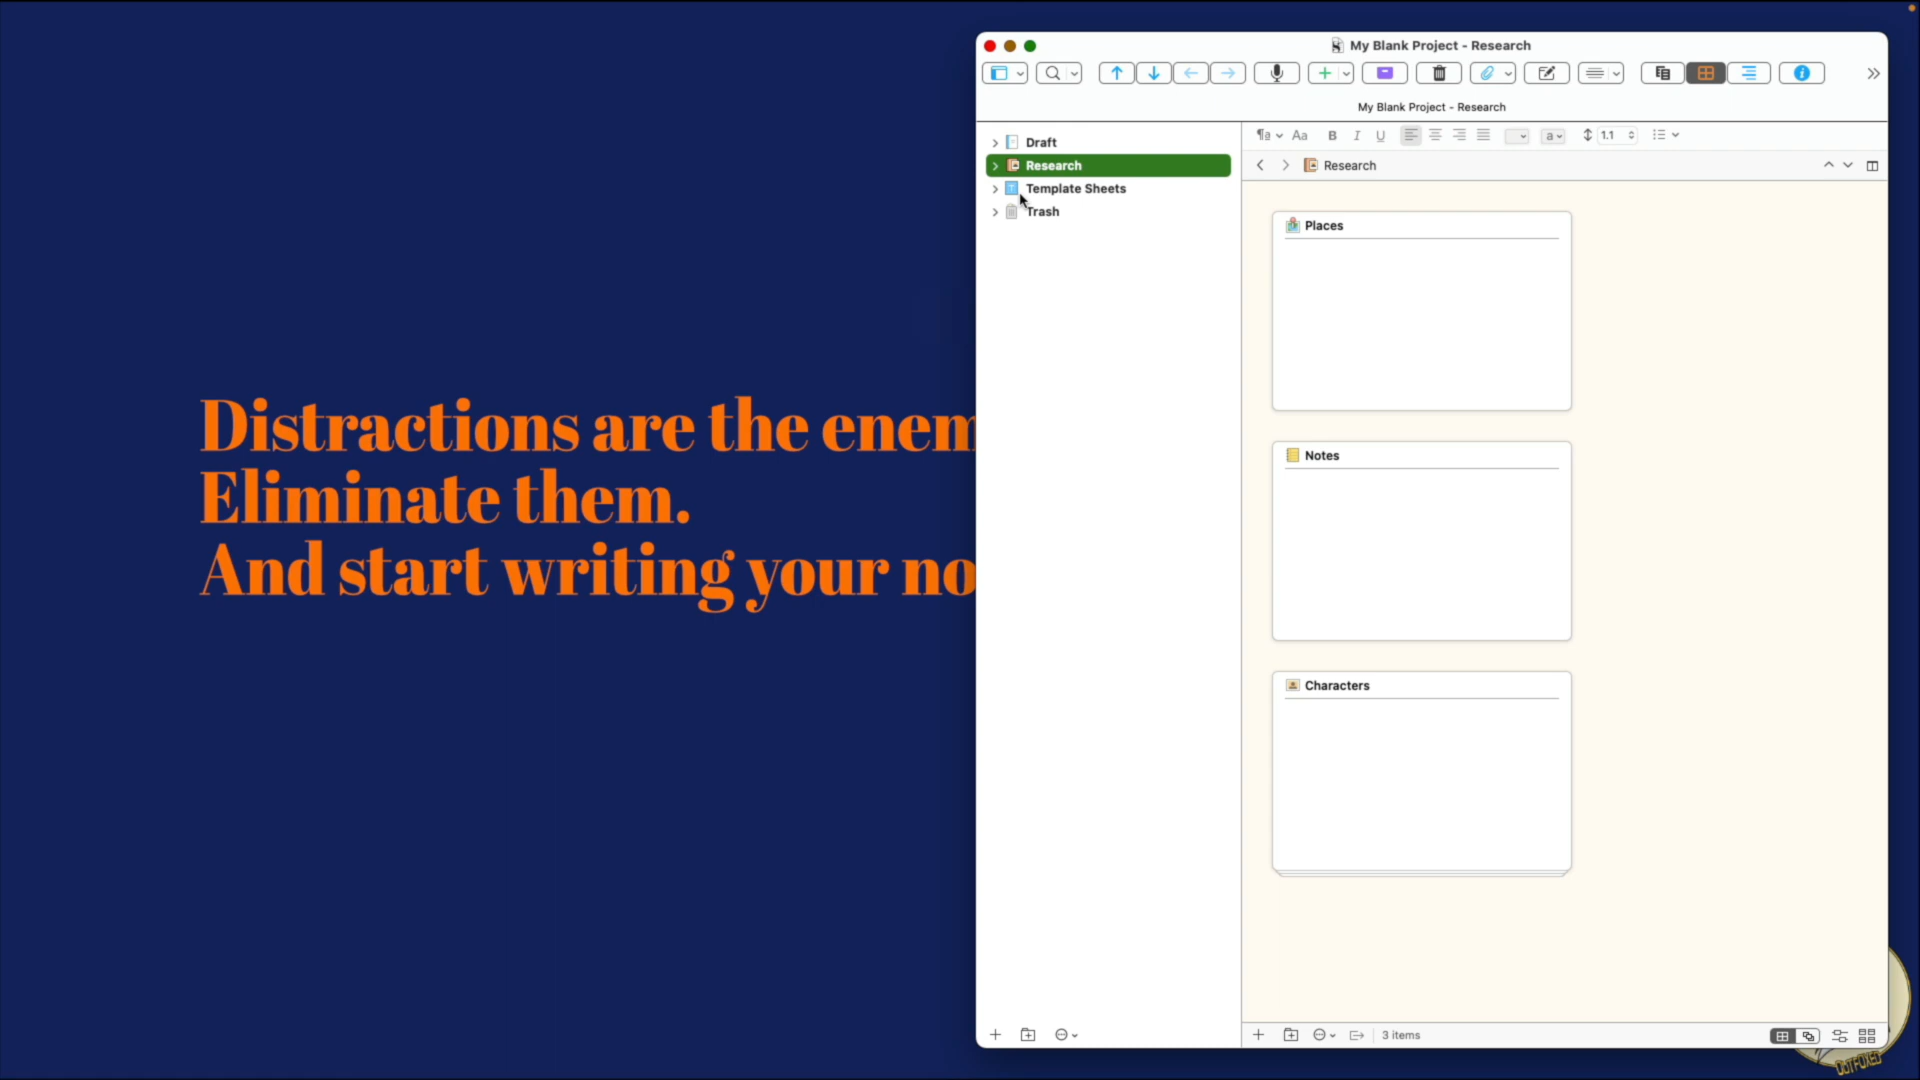 My Blank Project - Research
My Blank Project - Research
Draft
Research
Template Sheets
Trash
Aa B I U a 1.1
Research
Places
Notes
Characters
3 items
Distractions are the enem
Eliminate them.
And start writing your no
OUTFOXED